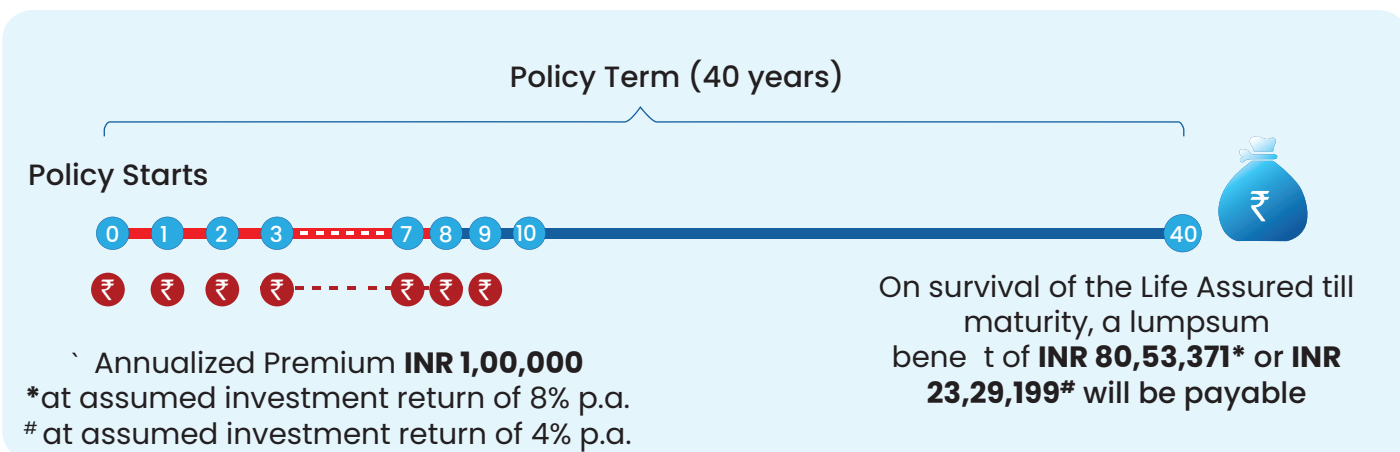 Policy Term (40 years)
Policy Starts
₹
0 1 2 3 7 8 9 10 40
₹ ₹ ₹ ₹ ₹ ₹ ₹
` Annualized Premium INR 1,00,000
*at assumed investment return of 8% p.a.
# at assumed investment return of 4% p.a.
On survival of the Life Assured till
maturity, a lumpsum
bene t of INR 80,53,371* or INR
23,29,199# will be payable